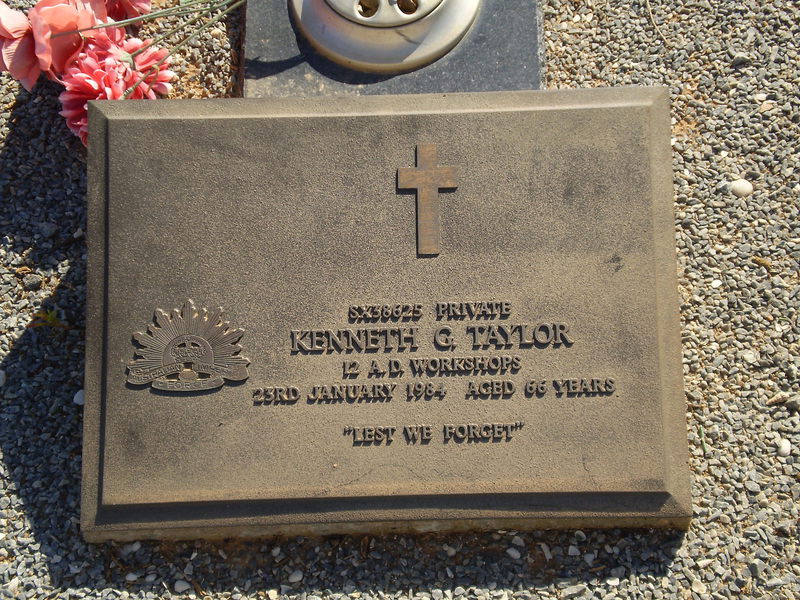 SX38625 PRIVATE
KENNETH G. TAYLOR
12 A.D. WORKSHOPS
23RD JANUARY 1984 AGED 66 YEARS
"LEST WE FORGET"